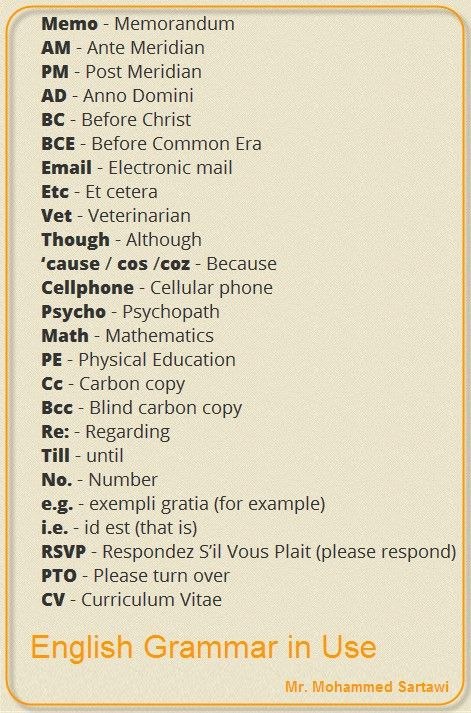 Memo - Memorandum
AM - Ante Meridian
PM - Post Meridian
AD - Anno Domini
BC - Before Christ
BCE - Before Common Era
Email - Electronic mail
Etc - Et cetera
Vet - Veterinarian
Though - Although
‘cause / cos /coz - Because
Cellphone - Cellular phone
Psycho - Psychopath
Math - Mathematics
PE - Physical Education
Cc - Carbon copy
Bcc - Blind carbon copy
Re: - Regarding
Till - until
No. - Number
e.g. - exempli gratia (for example)
i.e. - id est (that is)
RSVP - Respondez S’il Vous Plait (please respond)
PTO - Please turn over
CV - Curriculum Vitae
English Grammar in Use
Mr. Mohammed Sartawi